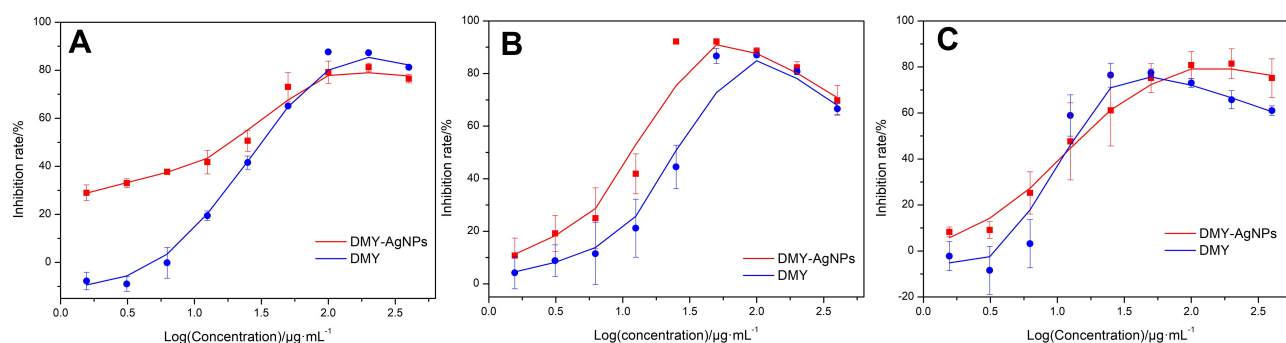 A
Inhibition rate/%
100
80
60
40
20
0
DMY-AgNPs
DMY
0.0 0.5 1.0 1.5 2.0 2.5
Log(Concentration)/μg·mL⁻¹
B
Inhibition rate/%
100
80
60
40
20
0
DMY-AgNPs
DMY
0.0 0.5 1.0 1.5 2.0 2.5
Log(concentration)/μg·mL⁻¹
C
Inhibition rate/%
100
80
60
40
20
0
-20
DMY-AgNPs
DMY
0.0 0.5 1.0 1.5 2.0 2.5
Log(Concentration)/μg·mL⁻¹